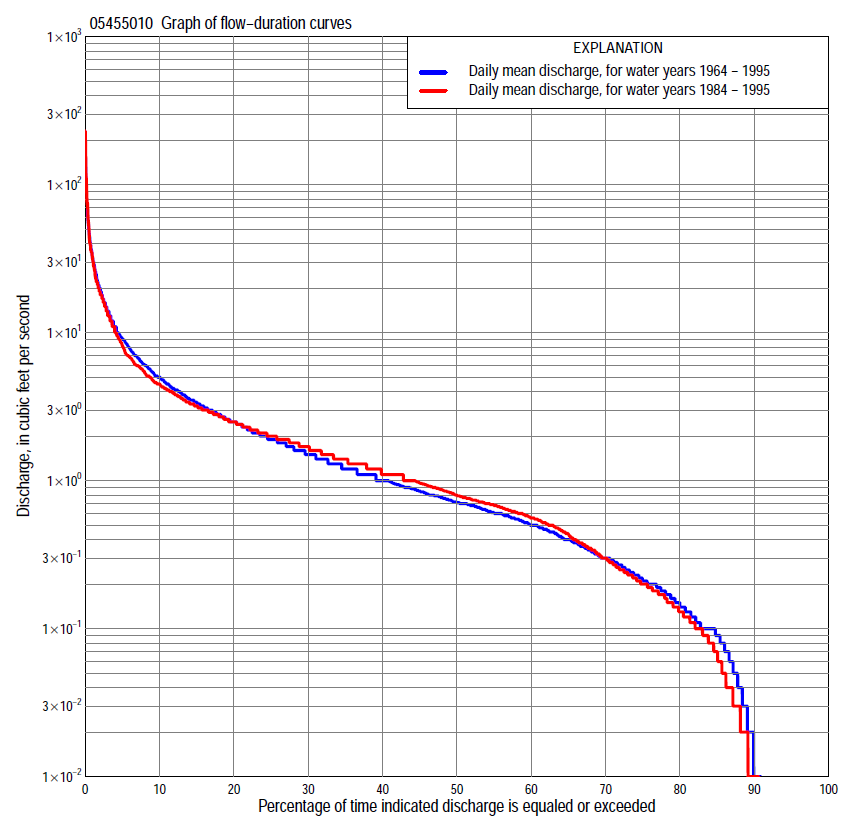 05455010 Graph of flow−duration curves
EXPLANATION
Daily mean discharge, for water years 1964 − 1995
Daily mean discharge, for water years 1984 − 1995
Discharge, in cubic feet per second
1×10³
3×10²
1×10²
3×10¹
1×10¹
3×10⁰
1×10⁰
3×10⁻¹
1×10⁻¹
3×10⁻²
1×10⁻²
0 10 20 30 40 50 60 70 80 90 100
Percentage of time indicated discharge is equaled or exceeded